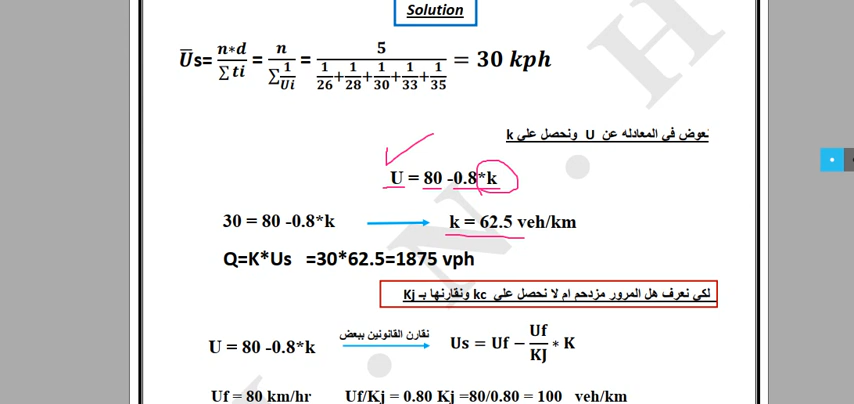 Solution
U̅s= n*d / ∑ ti = n / ∑ 1/Ui = 5 / (1/26 + 1/28 + 1/30 + 1/33 + 1/35) = 30 kph
نعوض في المعادله عن U ونحصل علي k
U = 80 -0.8*k
30 = 80 -0.8*k k = 62.5 veh/km
Q=K*Us =30*62.5=1875 vph
لكي نعرف هل المرور مزدحم ام لا نحصل علي kc ونقارنها بـ Kj
U = 80 -0.8*k نقارن القانونين ببعض Us = Uf − Uf/KJ * K
Uf = 80 km/hr Uf/Kj = 0.80 Kj =80/0.80 = 100 veh/km